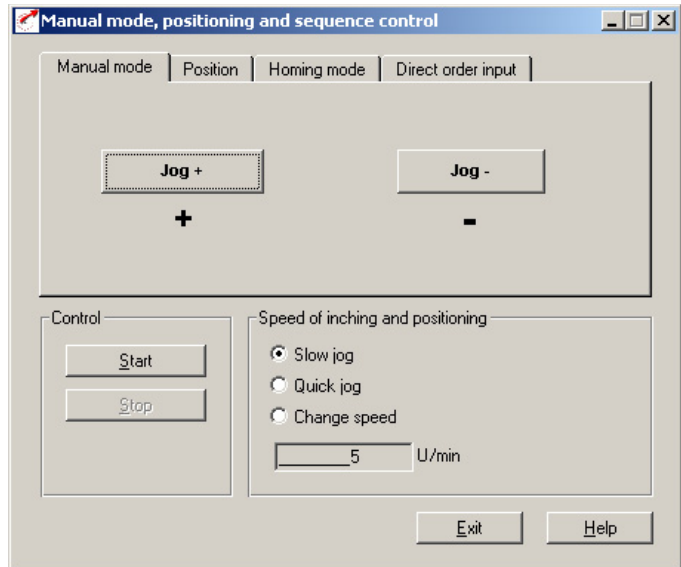 Manual mode, positioning and sequence control
Manual mode Position Homing mode Direct order input
Jog + Jog -
+ -
Control Speed of inching and positioning
Start Slow jog
Quick jog
Stop
Change speed
_______5 U/min
Exit Help